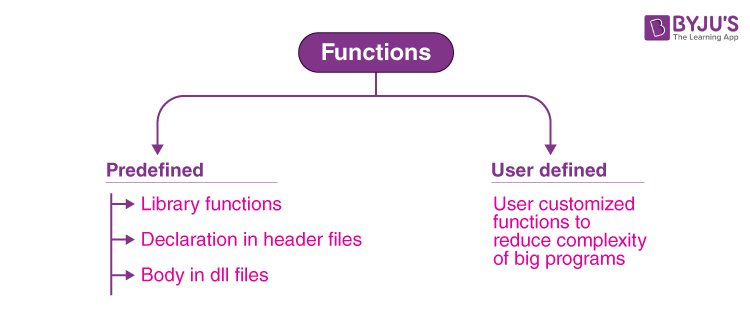 BYJU'S
The Learning App
Functions
Predefined
Library functions
Declaration in header files
Body in dll files
User defined
User customized
functions to
reduce complexity
of big programs